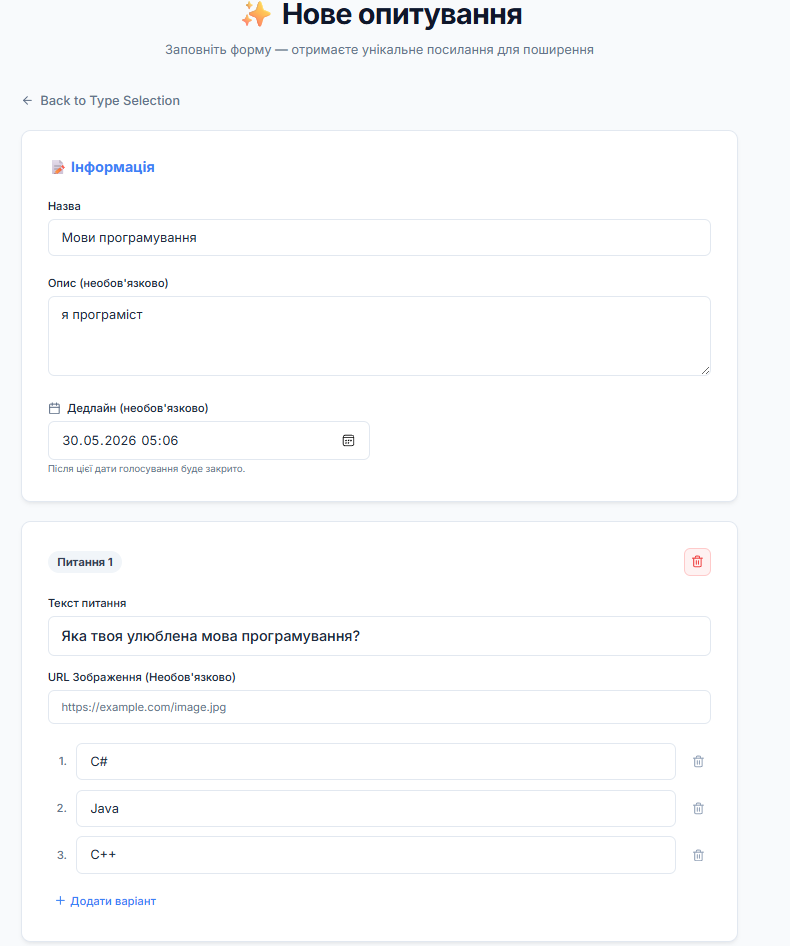 Нове опитування
Заповніть форму — отримаєте унікальне посилання для поширення
Back to Type Selection
Інформація
Назва
Мови програмування
Опис (необов'язково)
я програміст
Дедлайн (необов'язково)
30.05.2026 05:06
Після цієї дати голосування буде закрито.
Питання 1
Текст питання
Яка твоя улюблена мова програмування?
URL Зображення (Необов'язково)
https://example.com/image.jpg
1. C#
2. Java
3. C++
+ Додати варіант